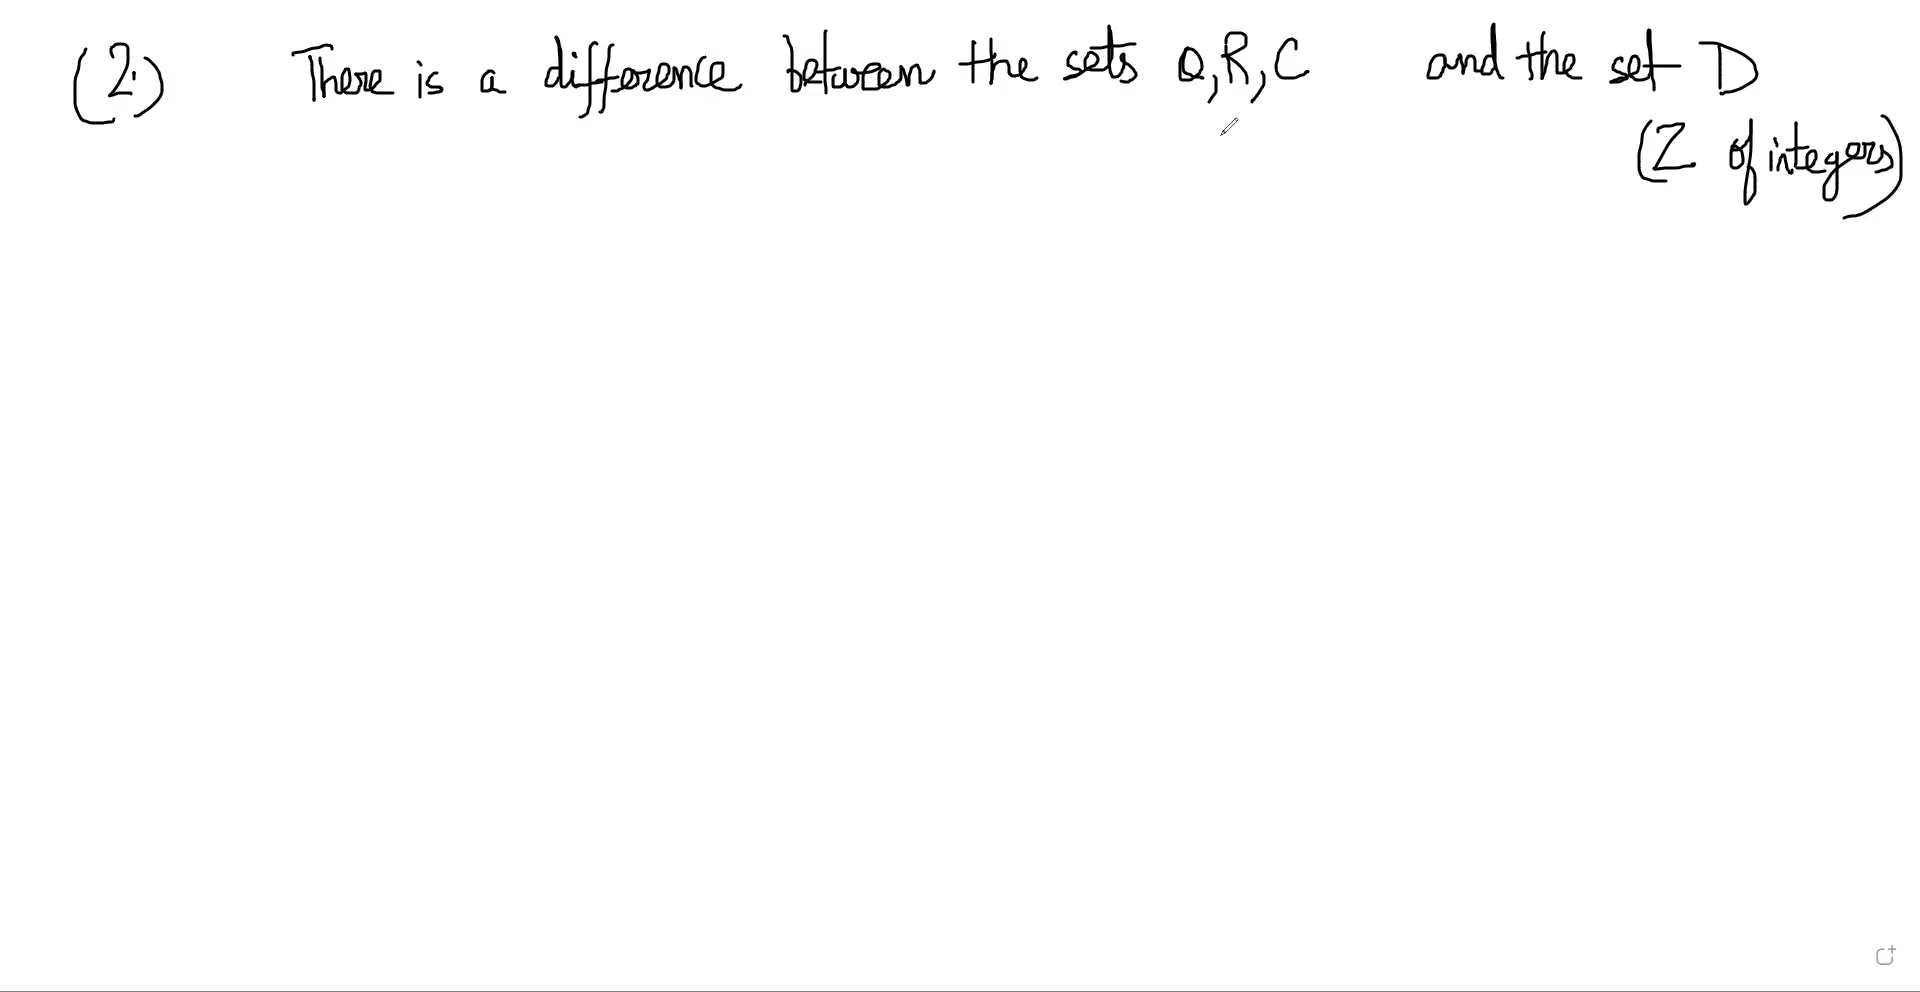 (2.) There is a difference between the sets Q, R, C and the set D
(Z of integers)